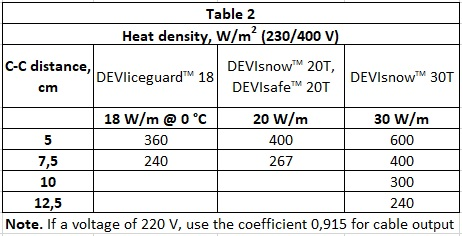 Table 2
Heat density, W/m² (230/400 V)
C-C distance, cm DEVIiceguard™ 18 DEVIsnow™ 20T, DEVIsafe™ 20T DEVIsnow™ 30T
18 W/m @ 0 °C 20 W/m 30 W/m
5 360 400 600
7,5 240 267 400
10 300
12,5 240
Note. If a voltage of 220 V, use the coefficient 0,915 for cable output